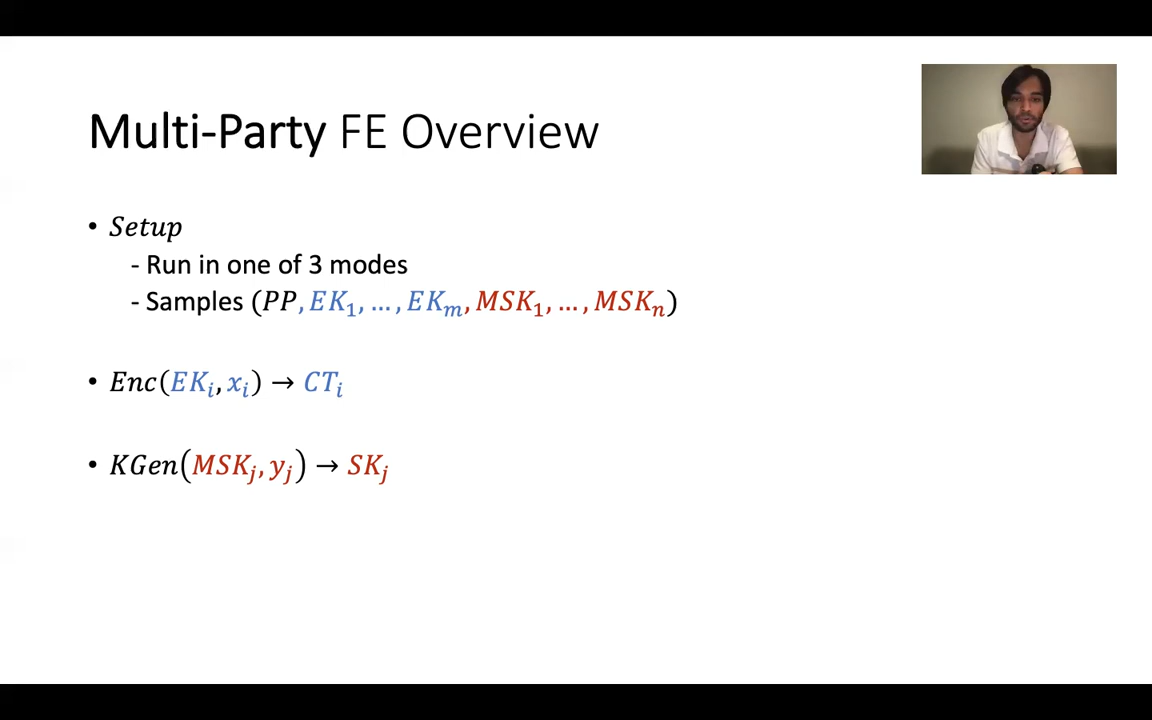 Multi-Party FE Overview
• Setup
- Run in one of 3 modes
- Samples (PP, EK₁, …, EKₘ, MSK₁, …, MSKₙ)
• Enc(EKᵢ, xᵢ) → CTᵢ
• KGen(MSKⱼ, yⱼ) → SKⱼ